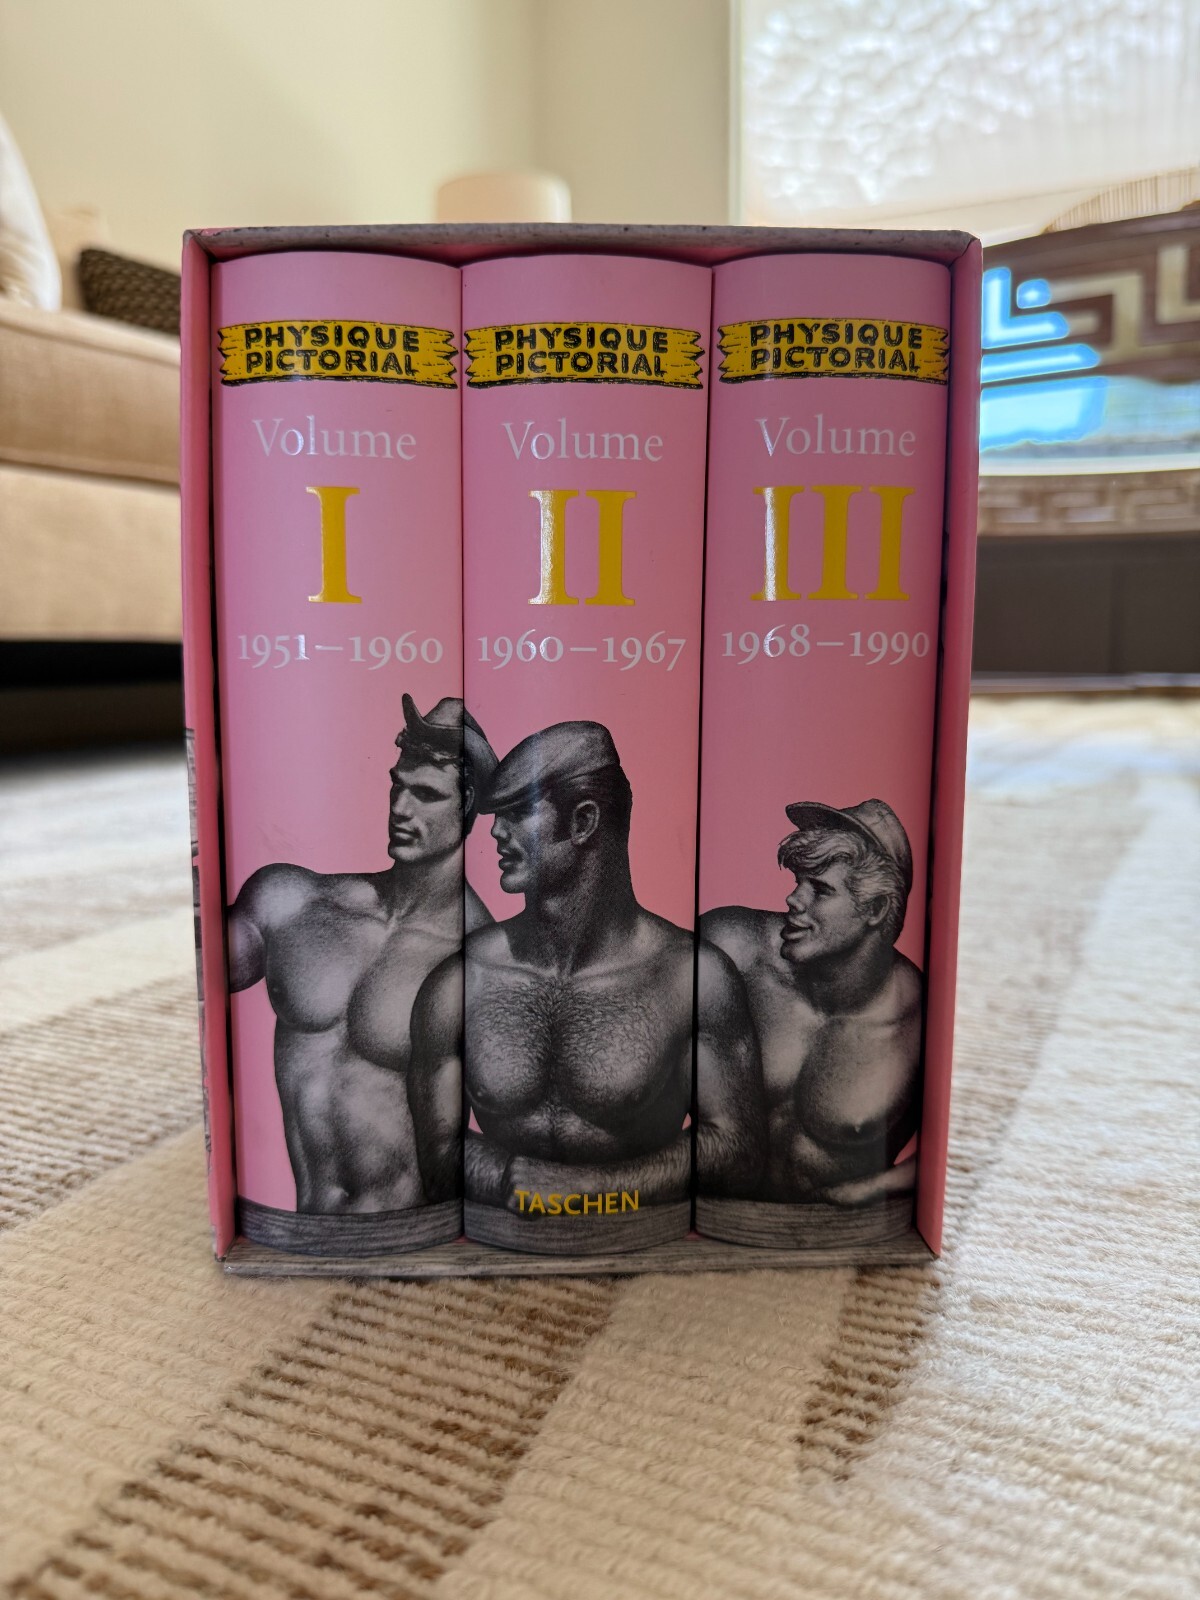 PHYSIQUE
PICTORIAL
Volume
I
1951–1960
PHYSIQUE
PICTORIAL
Volume
II
1960–1967
TASCHEN
PHYSIQUE
PICTORIAL
Volume
III
1968–1990